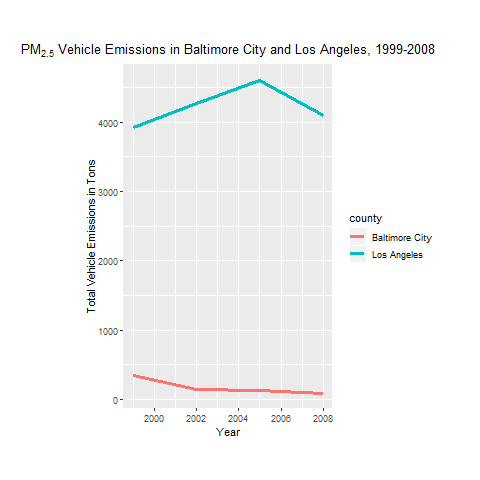 PM2.5 Vehicle Emissions in Baltimore City and Los Angeles, 1999-2008
Total Vehicle Emissions in Tons
4000
3000
2000
1000
0
2000 2002 2004 2006 2008
Year
county
Baltimore City
Los Angeles